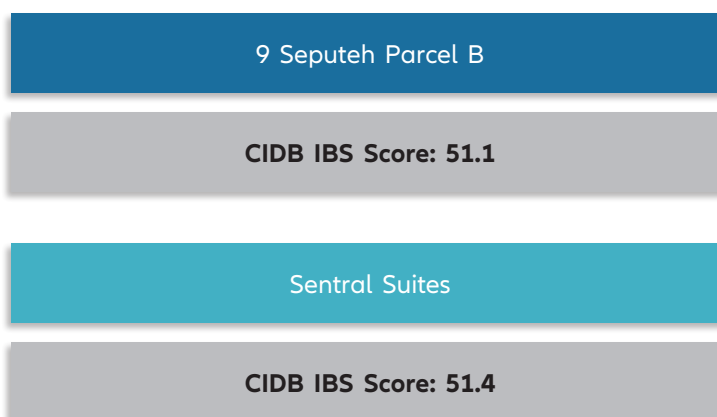 9 Seputeh Parcel B
CIDB IBS Score: 51.1
Sentral Suites
CIDB IBS Score: 51.4